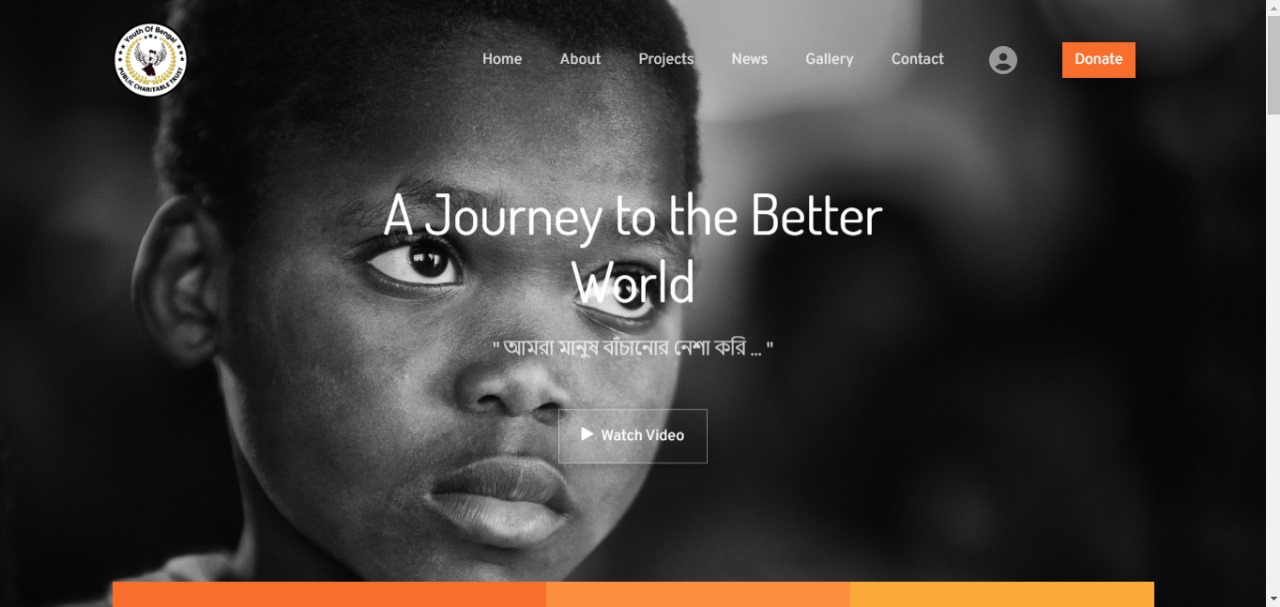 Youth Of Bengal
PUBLIC CHARITABLE TRUST
Home
About
Projects
News
Gallery
Contact
Donate
A Journey to the Better
World
" আমরা মানুষ বাঁচানোর নেশা করি ... "
Watch Video